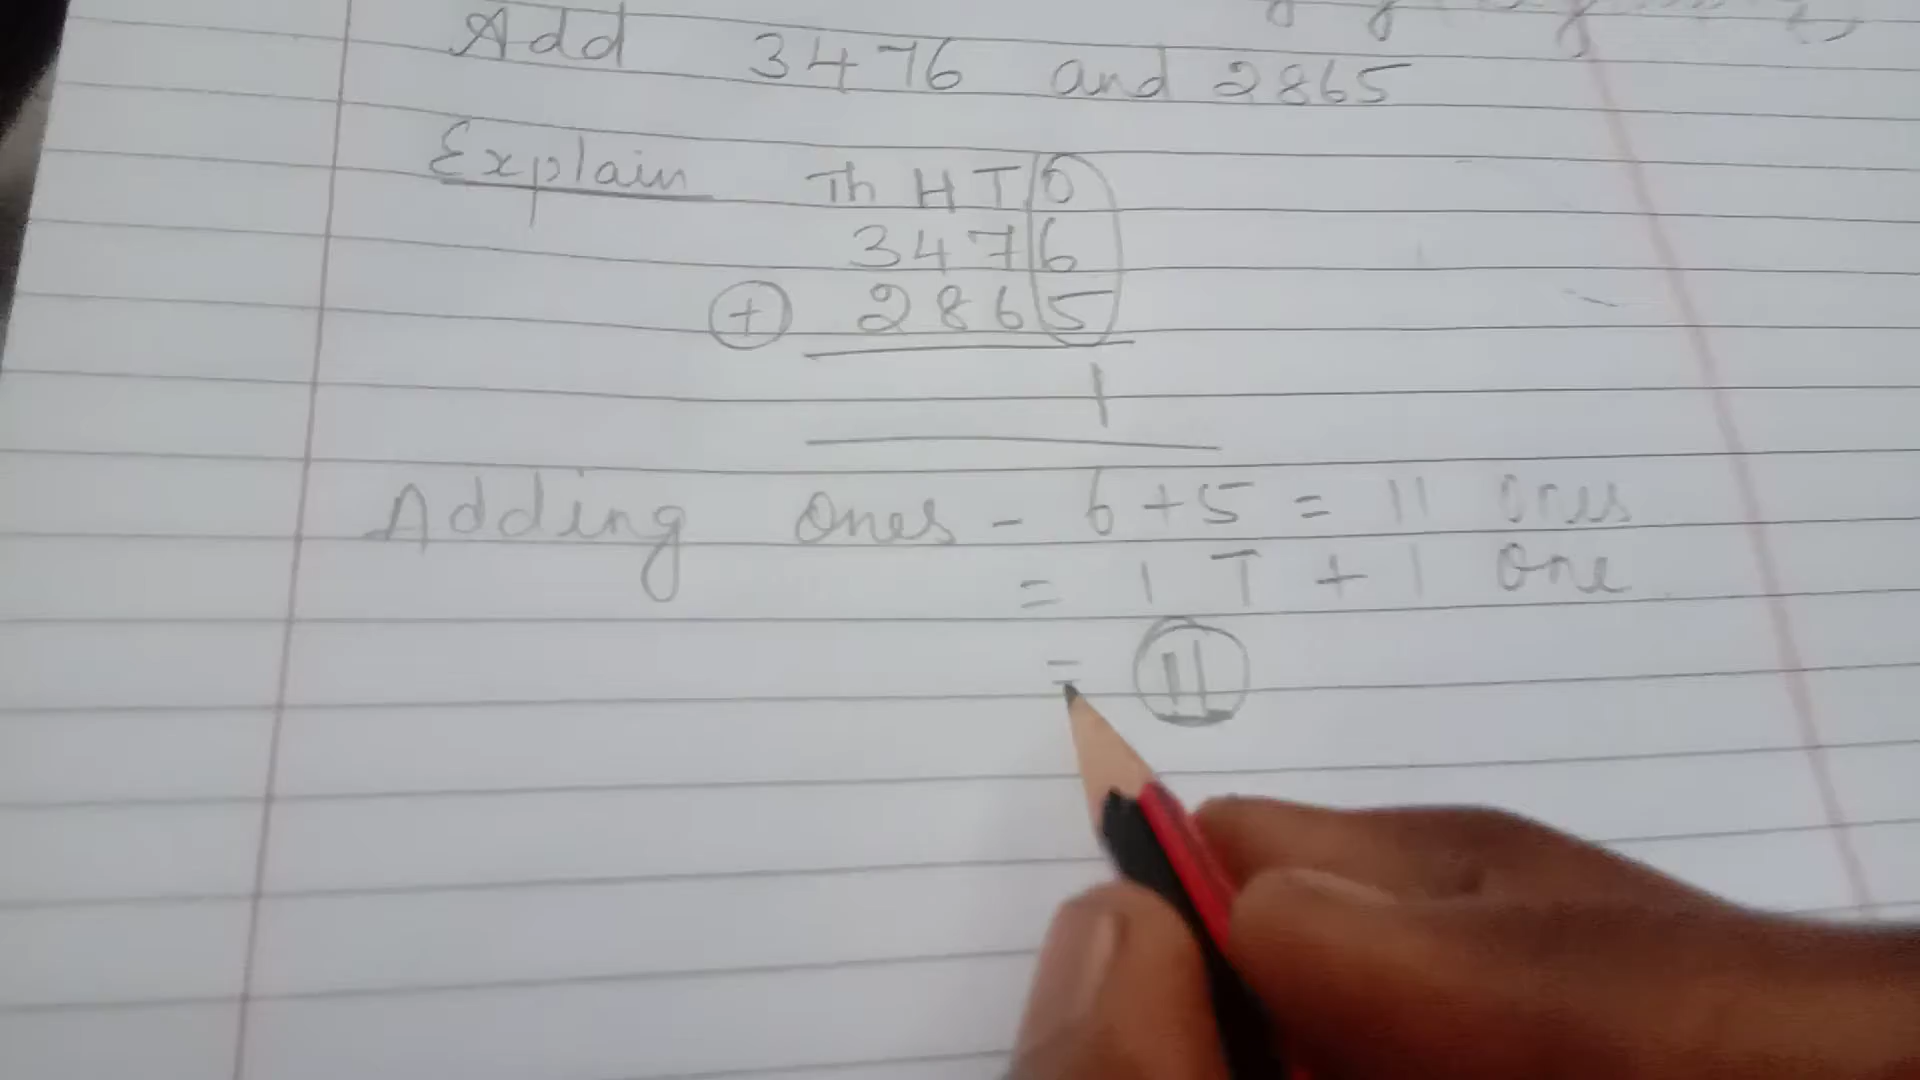 Add 3476 and 2865
Explain Th H T O
3476
+ 2865
1
Adding Ones - 6+5 = 11 ones
= 1 T + 1 One
= 11